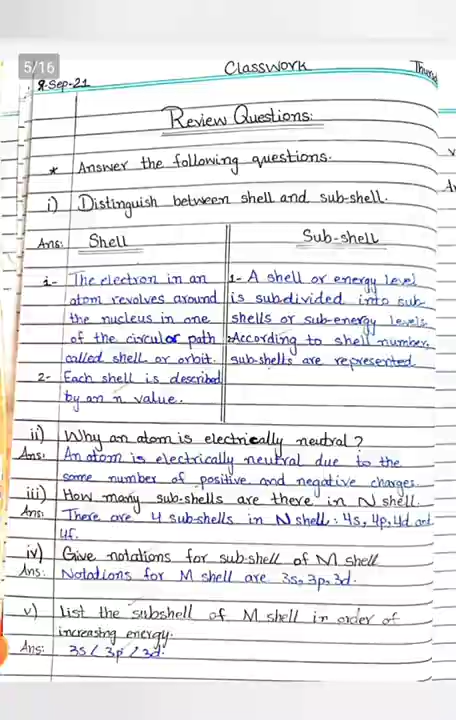 5/16
Classwork
9-Sep-21
Review Questions:
* Answer the following questions.
i) Distinguish between shell and sub-shell.
Ans: Shell
Sub-shell
1- The electron in an
atom revolves around
the nucleus in one
of the circular path
called shell or orbit.
2- Each shell is described
by an n value.
1- A shell or energy level
is subdivided into sub-
shells or sub-energy levels.
2- According to shell number,
sub-shells are represented.
ii) Why an atom is electrically neutral?
Ans: An atom is electrically neutral due to the
same number of positive and negative charges.
iii) How many sub-shells are there in N shell.
Ans: There are 4 sub-shells in N shell: 4s, 4p, 4d and
4f.
iv) Give notations for sub-shell of M shell
Ans: Notations for M shell are 3s, 3p, 3d.
v) List the subshell of M shell in order of
increasing energy.
Ans: 3s / 3p / 3d.